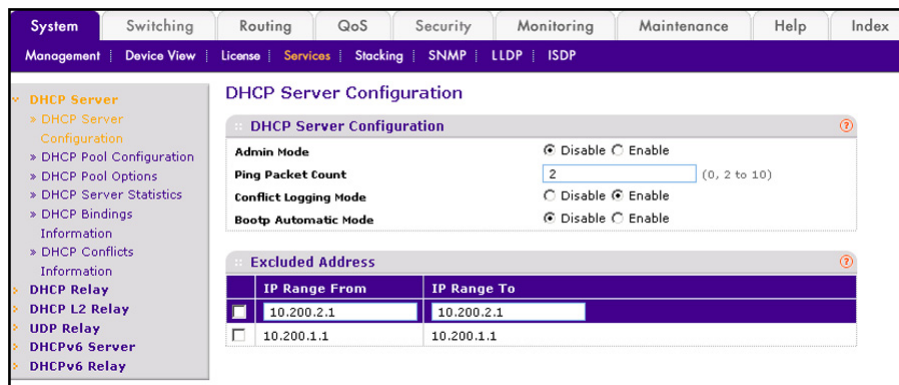 System Switching Routing QoS Security Monitoring Maintenance Help Index
Management Device View License Services Stacking SNMP LLDP ISDP
DHCP Server
» DHCP Server
Configuration
» DHCP Pool Configuration
» DHCP Pool Options
» DHCP Server Statistics
» DHCP Bindings
Information
» DHCP Conflicts
Information
DHCP Relay
DHCP L2 Relay
UDP Relay
DHCPv6 Server
DHCPv6 Relay
DHCP Server Configuration
DHCP Server Configuration ?
Admin Mode Disable Enable
Ping Packet Count 2 (0, 2 to 10)
Conflict Logging Mode Disable Enable
Bootp Automatic Mode Disable Enable
Excluded Address ?
IP Range From IP Range To
10.200.2.1 10.200.2.1
10.200.1.1 10.200.1.1